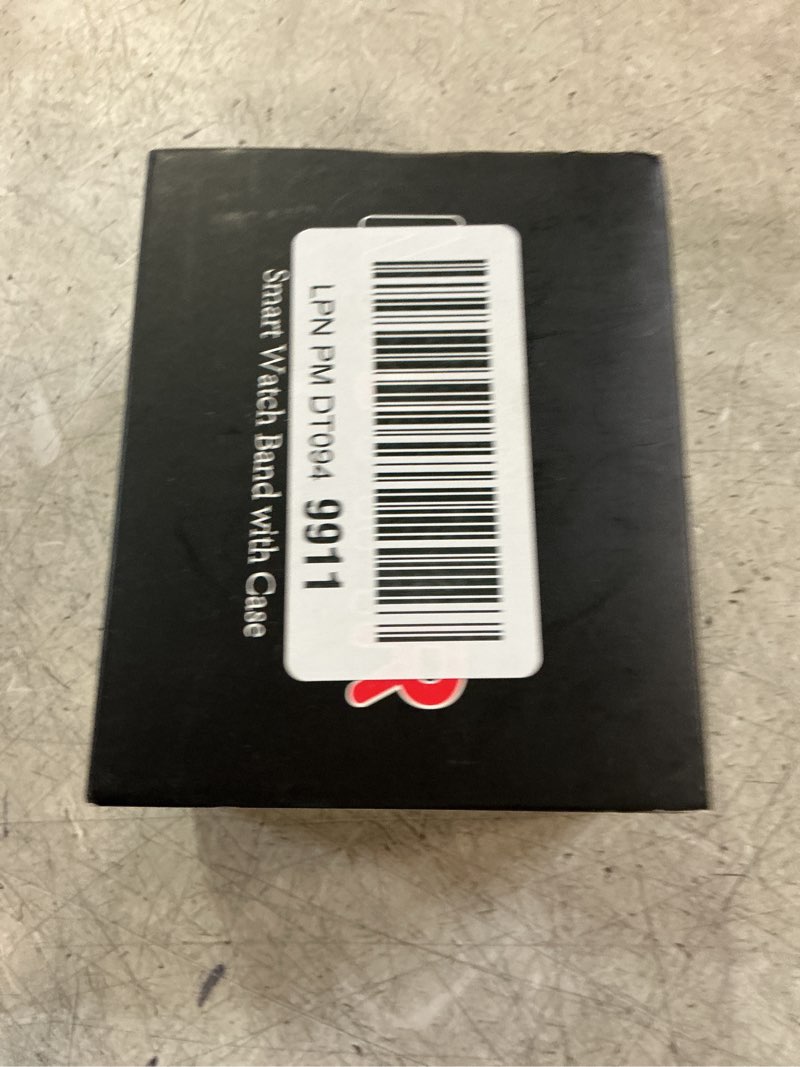 LPN PM DT094 9911
R
Smart Watch Band with Case